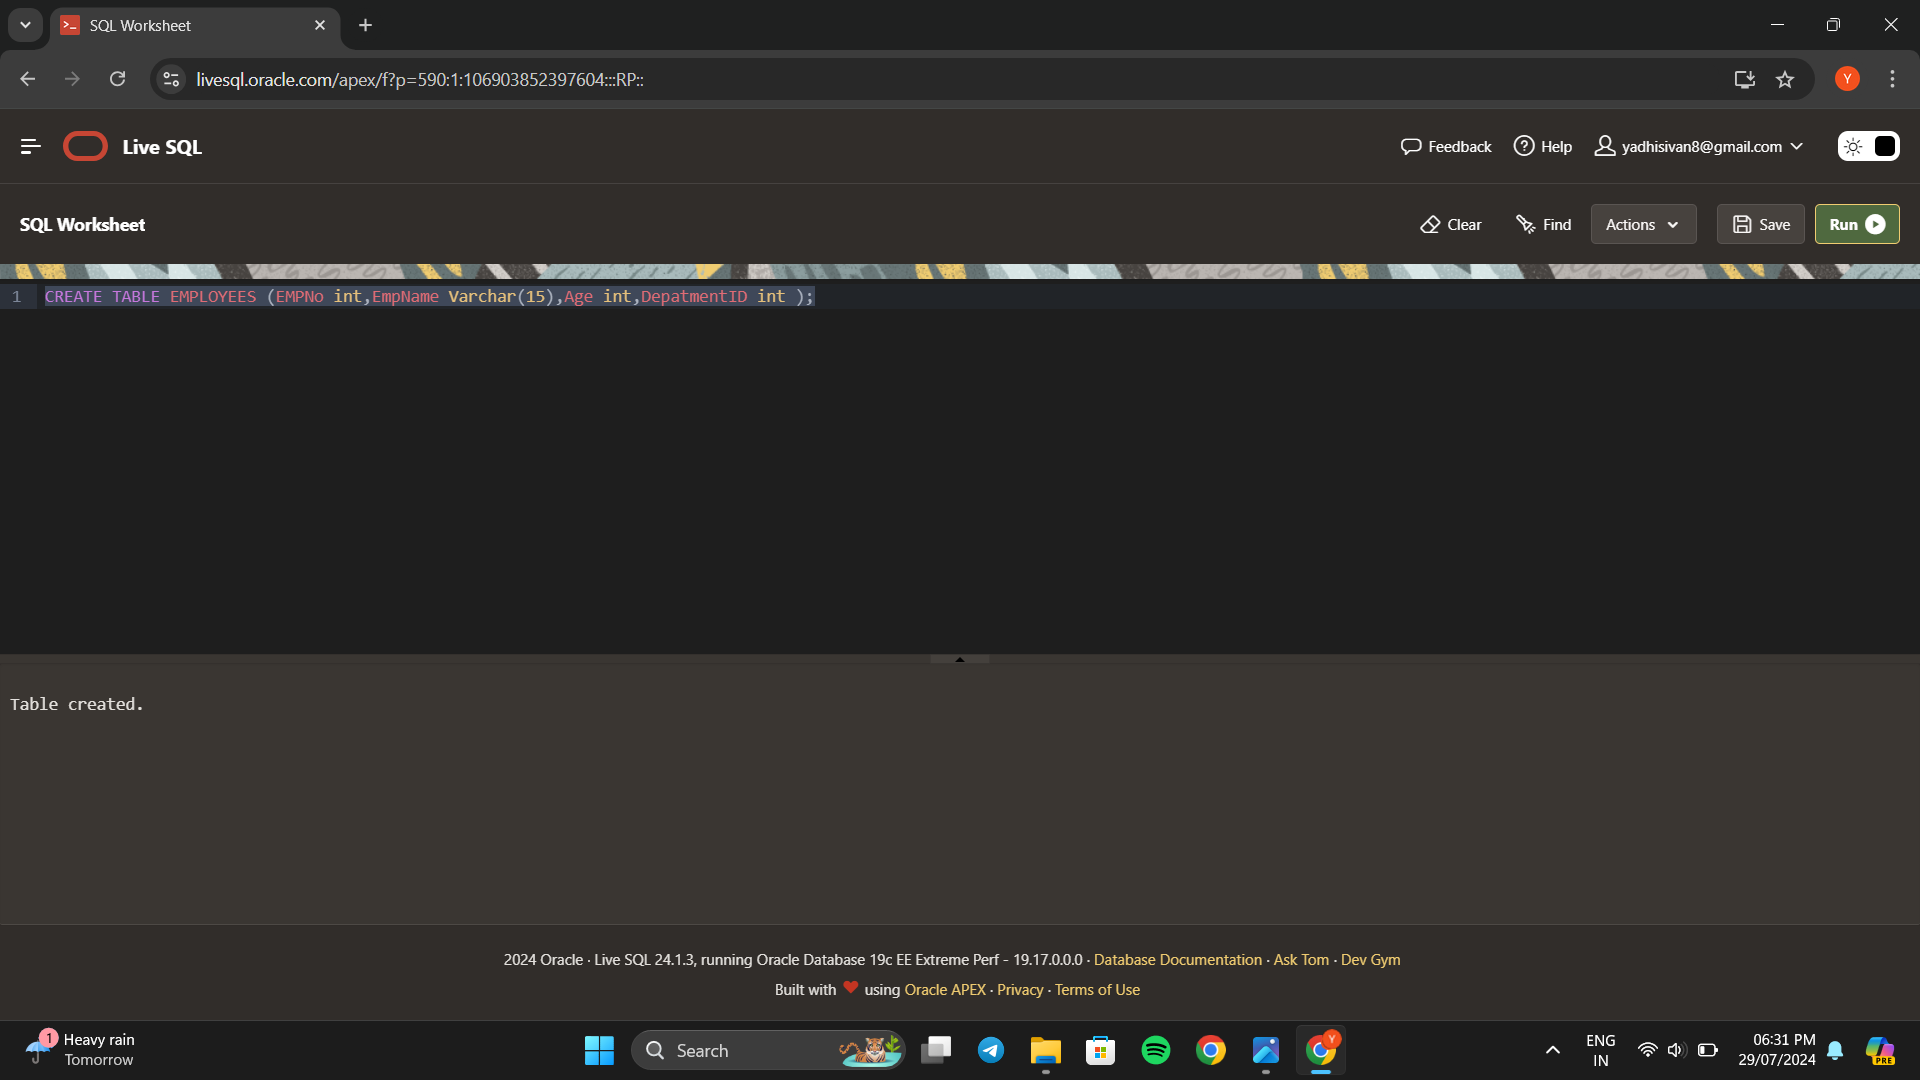 SQL Worksheet
livesql.oracle.com/apex/f?p=590:1:106903852397604:::RP::
Y
Live SQL
Feedback
Help
yadhisivan8@gmail.com
SQL Worksheet
Clear
Find
Actions
Save
Run
1 CREATE TABLE EMPLOYEES (EMPNo int,EmpName Varchar(15),Age int,DepatmentID int );
Table created.
2024 Oracle · Live SQL 24.1.3, running Oracle Database 19c EE Extreme Perf - 19.17.0.0.0 · Database Documentation · Ask Tom · Dev Gym
Built with ❤ using Oracle APEX · Privacy · Terms of Use
1
Heavy rain
Tomorrow
Search
Y
ENG
IN
06:31 PM
29/07/2024
PRE